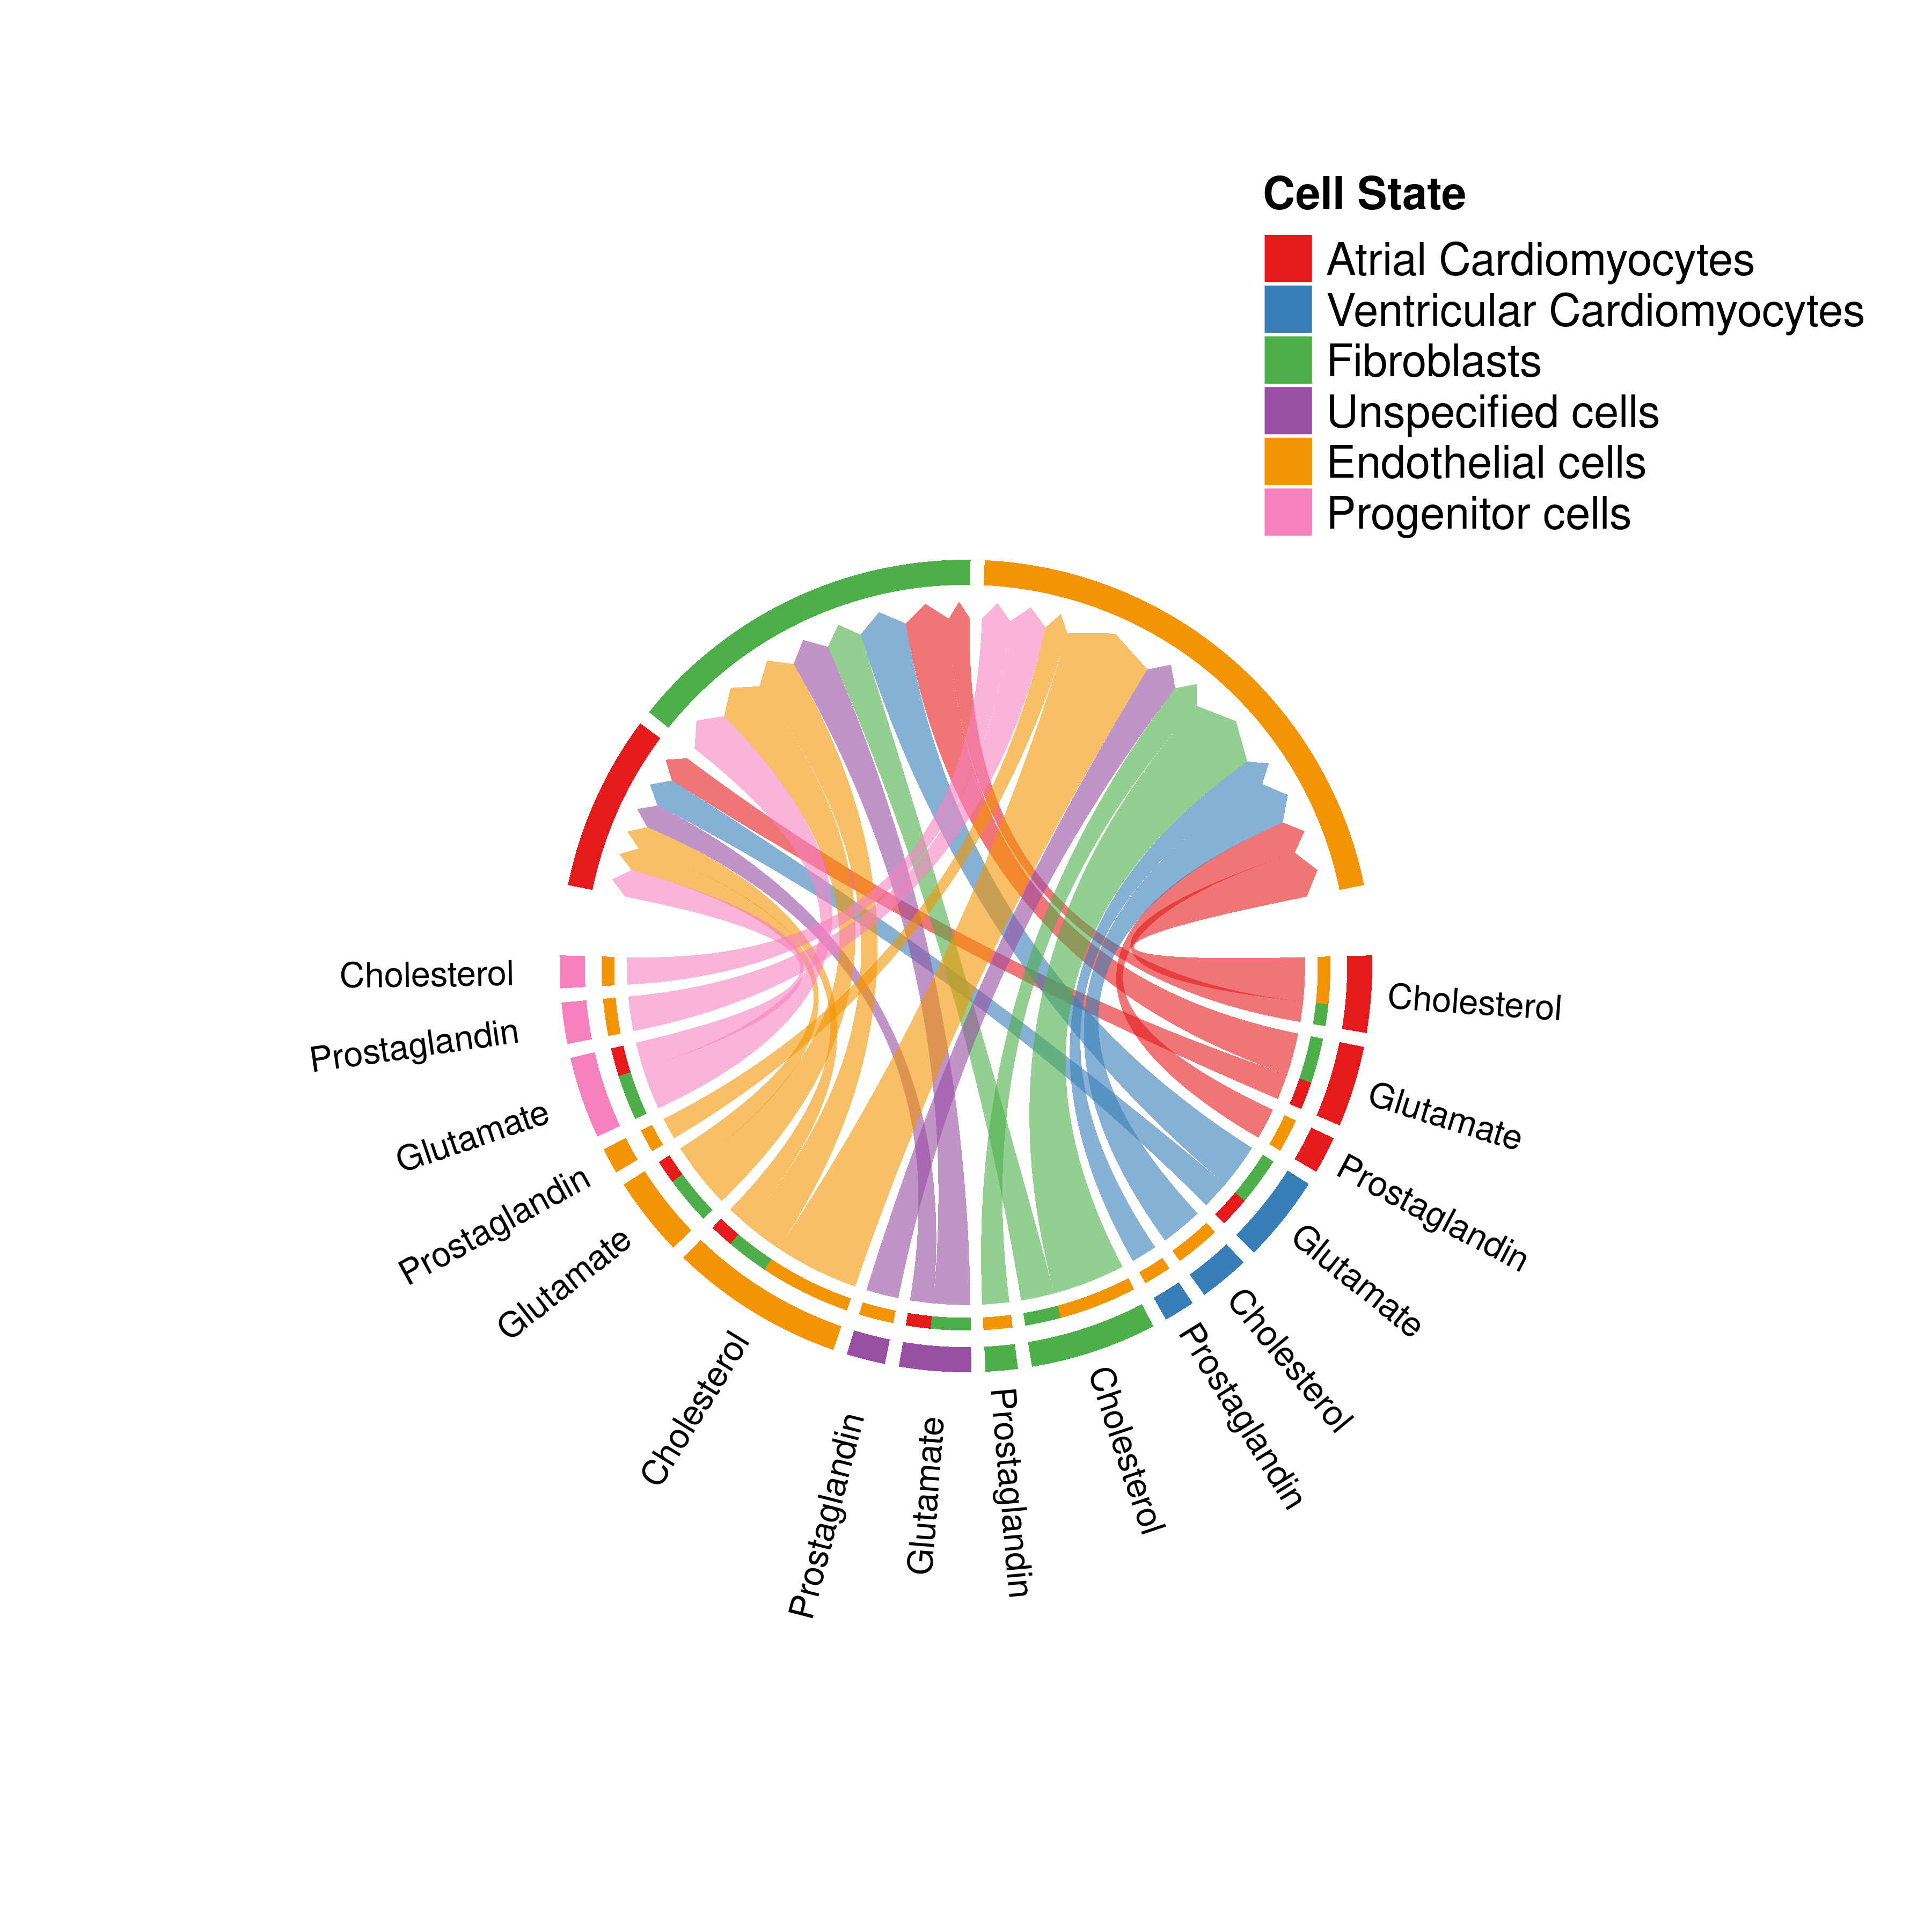 Cell State
Atrial Cardiomyocytes
Ventricular Cardiomyocytes
Fibroblasts
Unspecified cells
Endothelial cells
Progenitor cells
Cholesterol
Glutamate
Prostaglandin
Glutamate
Cholesterol
Prostaglandin
Cholesterol
Prostaglandin
Glutamate
Prostaglandin
Cholesterol
Glutamate
Prostaglandin
Glutamate
Prostaglandin
Cholesterol